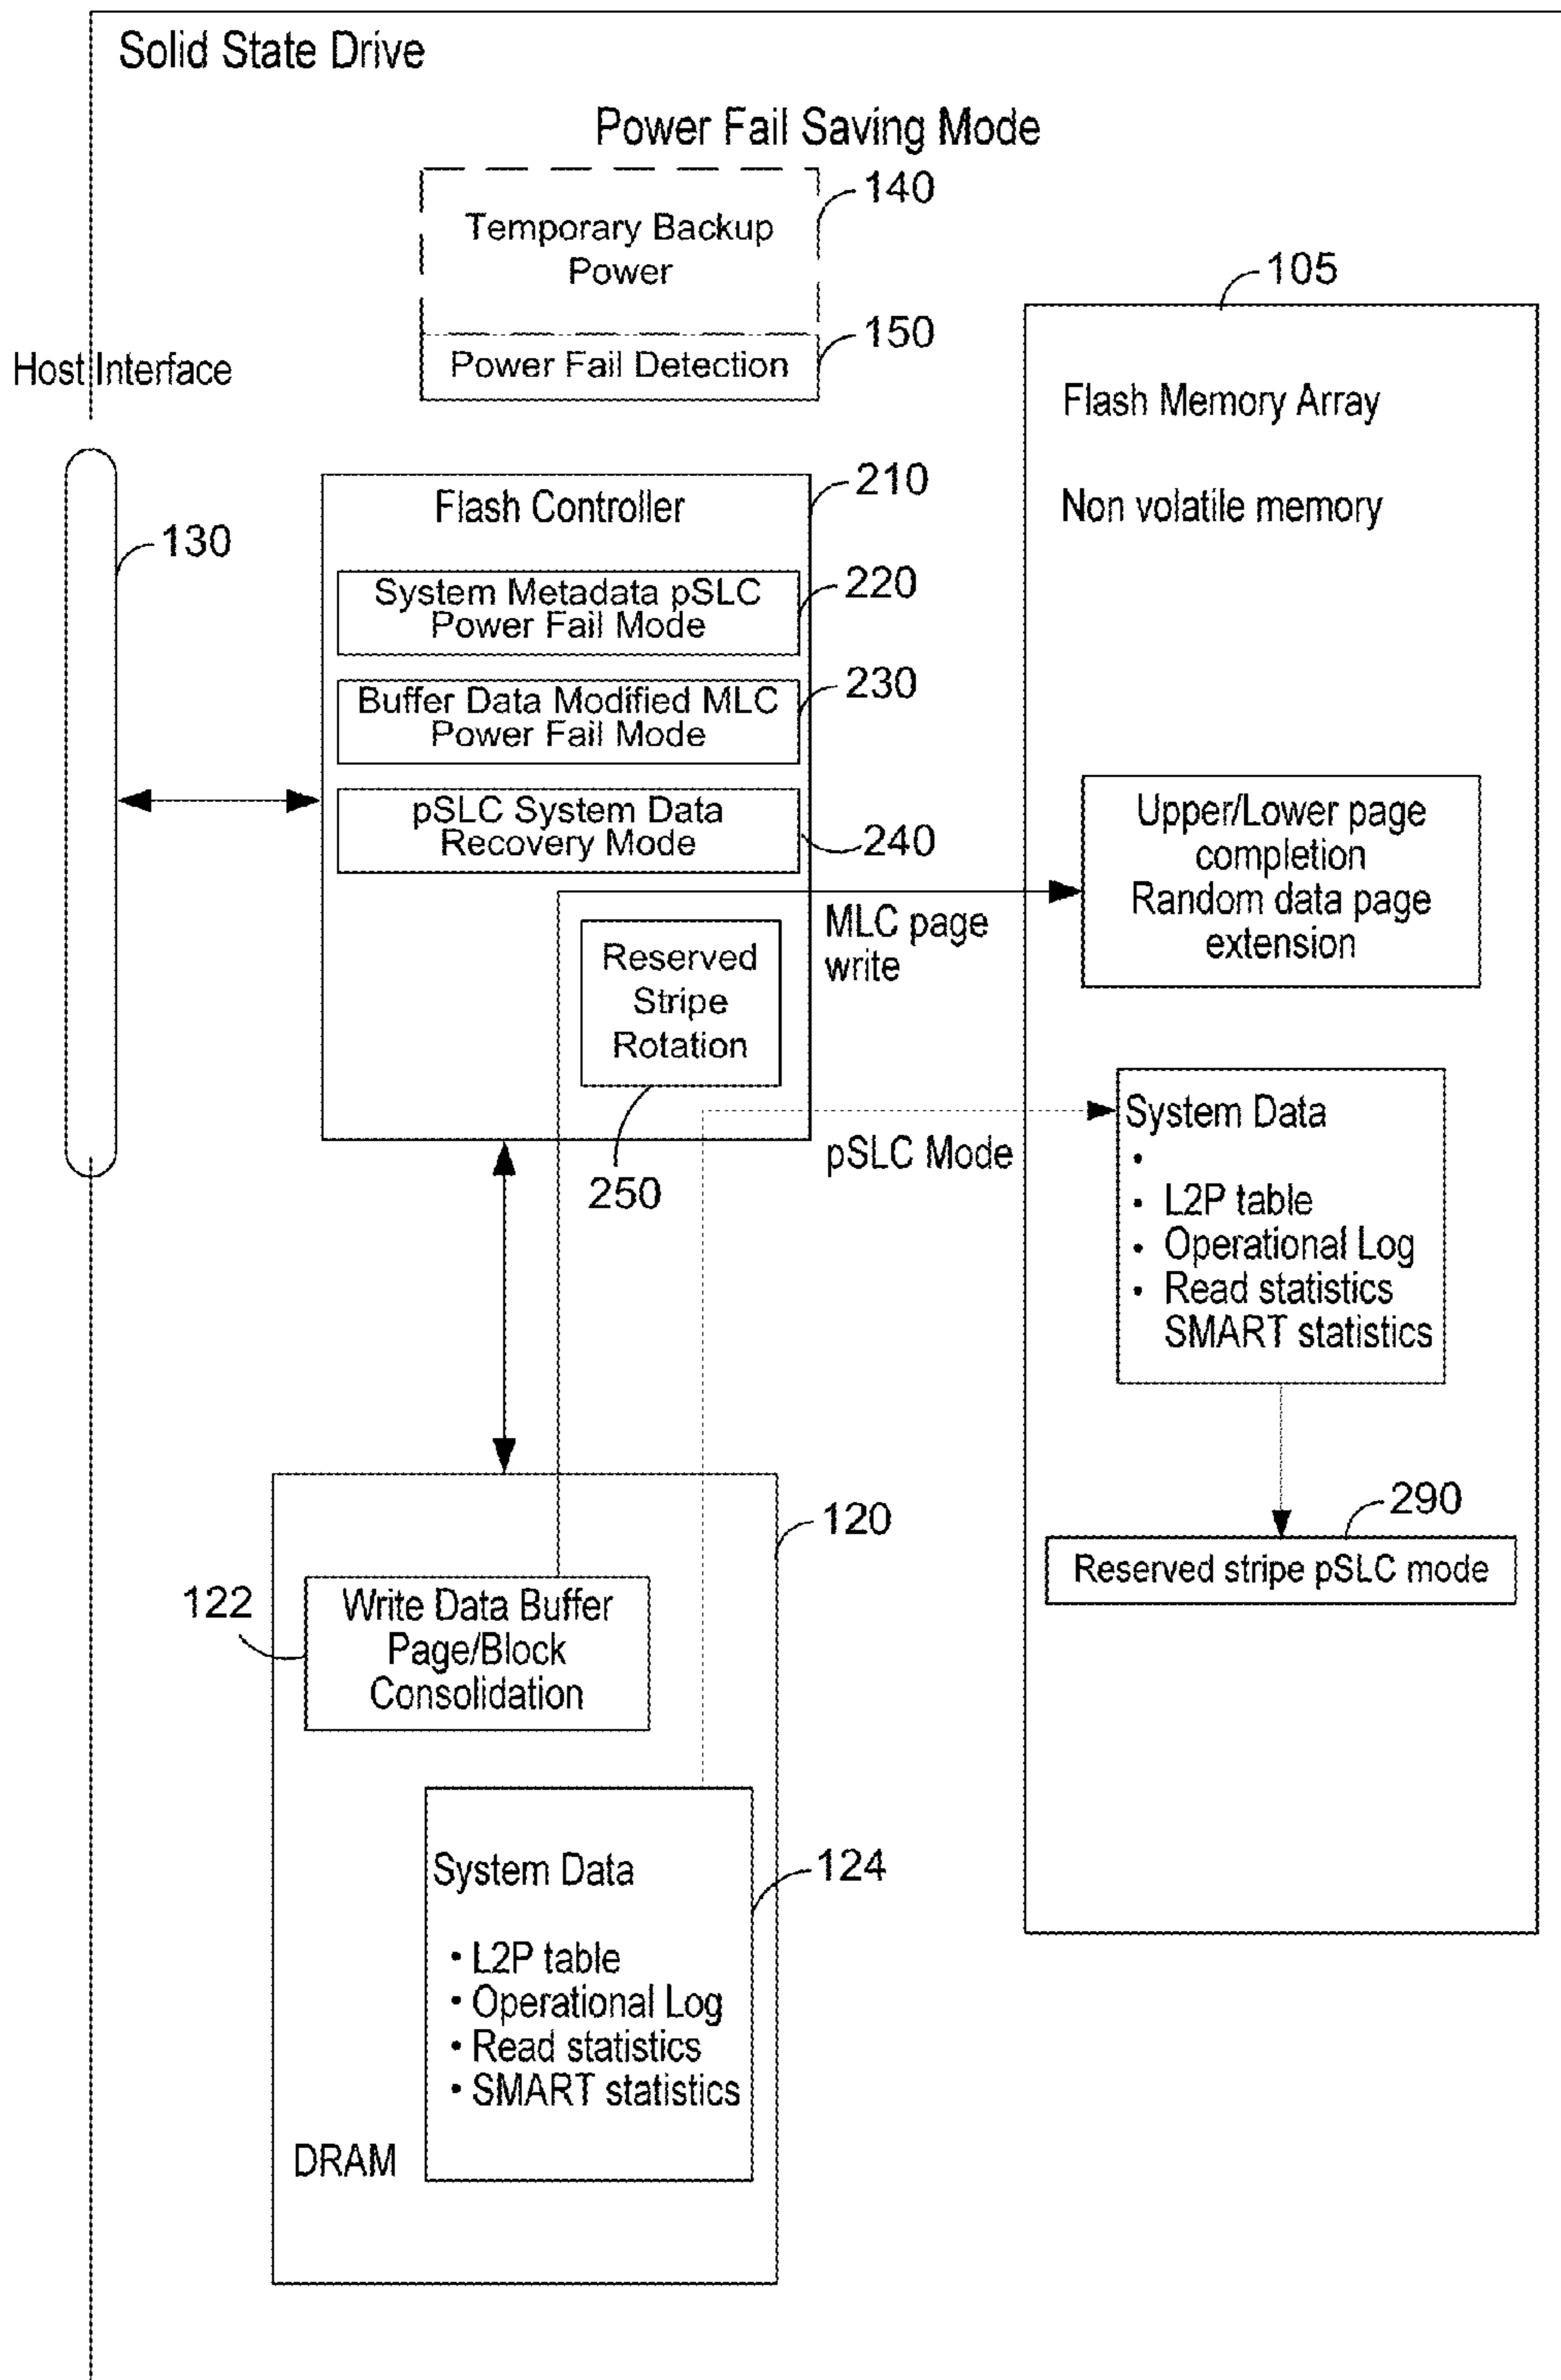 Solid State Drive
Power Fail Saving Mode
140
Temporary Backup
Power
150
Power Fail Detection
Host Interface
130
210
Flash Controller
220
System Metadata pSLC
Power Fail Mode
230
Buffer Data Modified MLC
Power Fail Mode
pSLC System Data
Recovery Mode
240
Reserved
Stripe
Rotation
250
MLC page
write
pSLC Mode
105
Flash Memory Array
Non volatile memory
Upper/Lower page
completion
Random data page
extension
System Data
•
• L2P table
• Operational Log
• Read statistics
SMART statistics
290
Reserved stripe pSLC mode
120
122
Write Data Buffer
Page/Block
Consolidation
124
System Data
• L2P table
• Operational Log
• Read statistics
• SMART statistics
DRAM